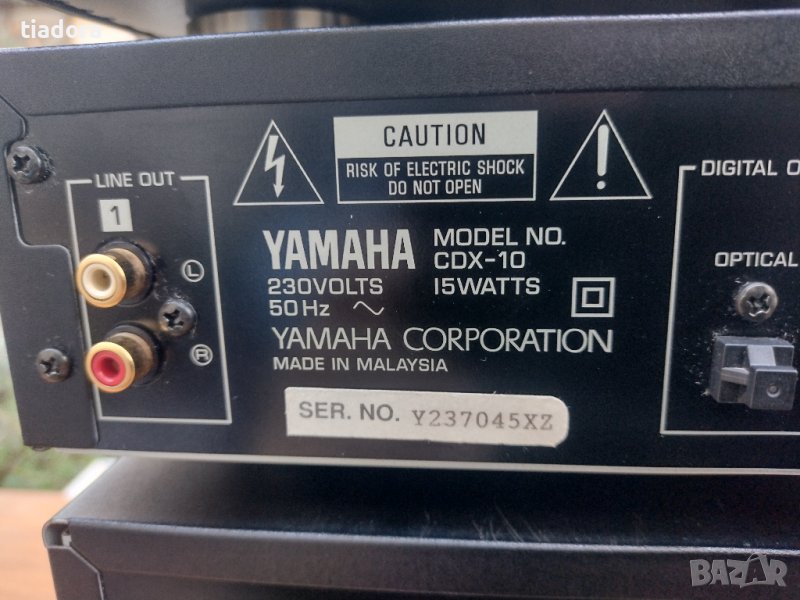 tiadora
CAUTION
RISK OF ELECTRIC SHOCK
DO NOT OPEN
LINE OUT
1
L
R
YAMAHA
MODEL NO.
CDX-10
230VOLTS
15WATTS
50Hz
YAMAHA CORPORATION
MADE IN MALAYSIA
SER. NO. Y237045XZ
DIGITAL O
OPTICAL
BAZAR